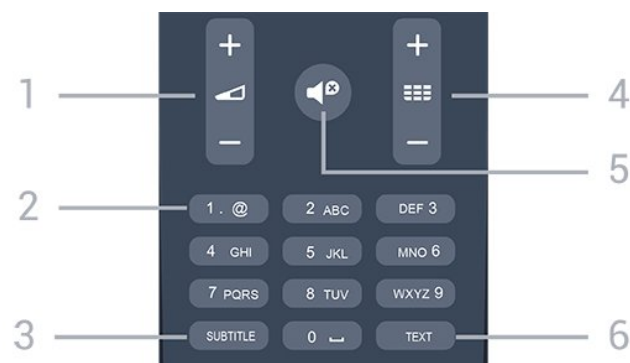 + +
1 4
− − 5
2 1 . @ 2 ABC DEF 3
4 GHI 5 JKL MNO 6
7 PQRS 8 TUV WXYZ 9
3 SUBTITLE 0 ⎵ TEXT 6